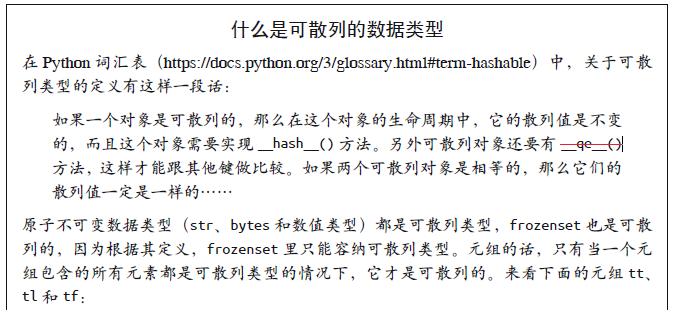 什么是可散列的数据类型
在 Python 词汇表（https://docs.python.org/3/glossary.html#term-hashable）中，关于可散
列类型的定义有这样一段话：
如果一个对象是可散列的，那么在这个对象的生命周期中，它的散列值是不变
的，而且这个对象需要实现 __hash__() 方法。另外可散列对象还要有 __qe__()
方法，这样才能跟其他键做比较。如果两个可散列对象是相等的，那么它们的
散列值一定是一样的……
原子不可变数据类型（str、bytes 和数值类型）都是可散列类型，frozenset 也是可散
列的，因为根据其定义，frozenset 里只能容纳可散列类型。元组的话，只有当一个元
组包含的所有元素都是可散列类型的情况下，它才是可散列的。来看下面的元组 tt、
tl 和 tf：